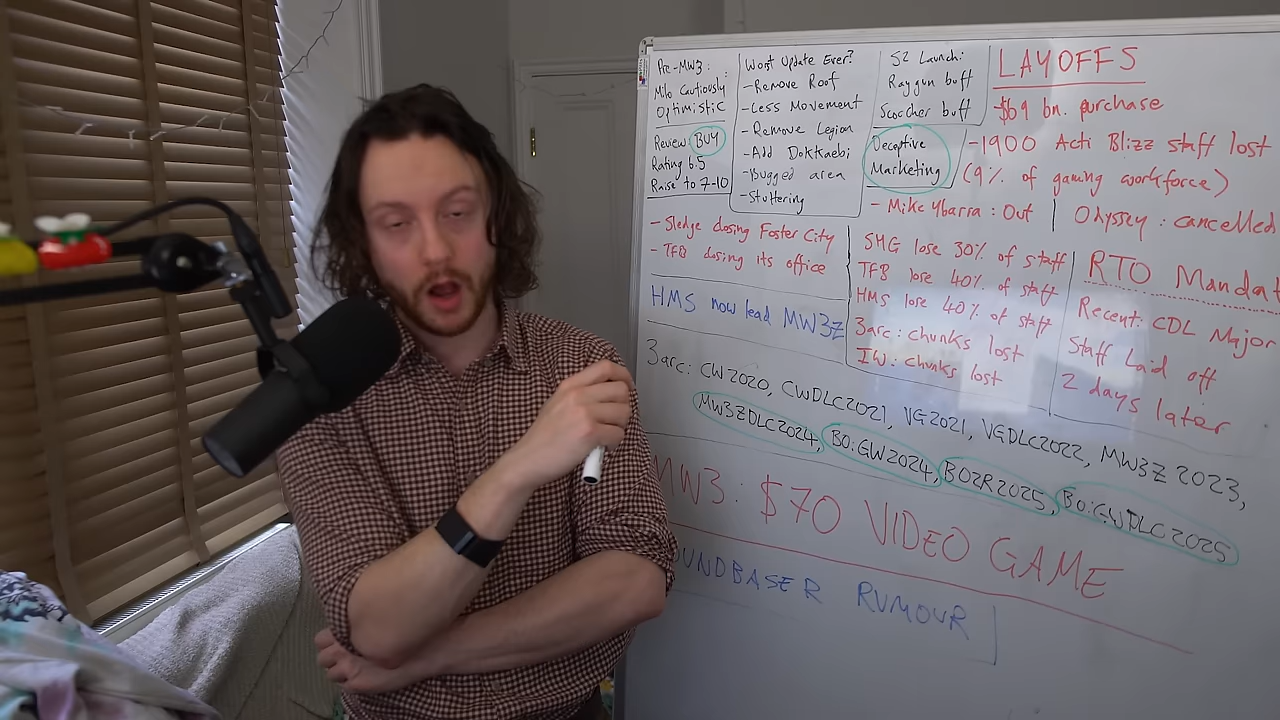 Pre-MW3:
Milo Cautiously
Optimistic
Review: BUY
Rating 6.5
Raise to 7-10
Worst Update Ever?
- Remove Roof
- Less Movement
- Remove Legion
- Add Dokkaebi
- Bugged area
- Stuttering
S2 Launch:
Raygun buff
Scorcher buff
Deceptive
Marketing
LAYOFFS
- $69 bn. purchase
- 1900 Acti Blizz staff lost
(9% of gaming workforce)
- Mike Ybarra: Out
Odyssey: cancelled
- Sledge closing Foster City
- TFB closing its office
HMS now lead MW3Z
SHG lose 30% of staff
TFB lose 40% of staff
HMS lose 40% of staff
3arc: chunks lost
IW: chunks lost
RTO Mandat
Recent: CDL Major
Staff Laid off
2 days later
3arc: CW2020, CWDLC2021, VG2021, VGDLC2022, MW3Z 2023,
MW3ZDLC2024, BO:GW2024, BO2R2025, BO:GWDLC2025
MW3: $70 VIDEO GAME
OUNDBASER RUMOUR